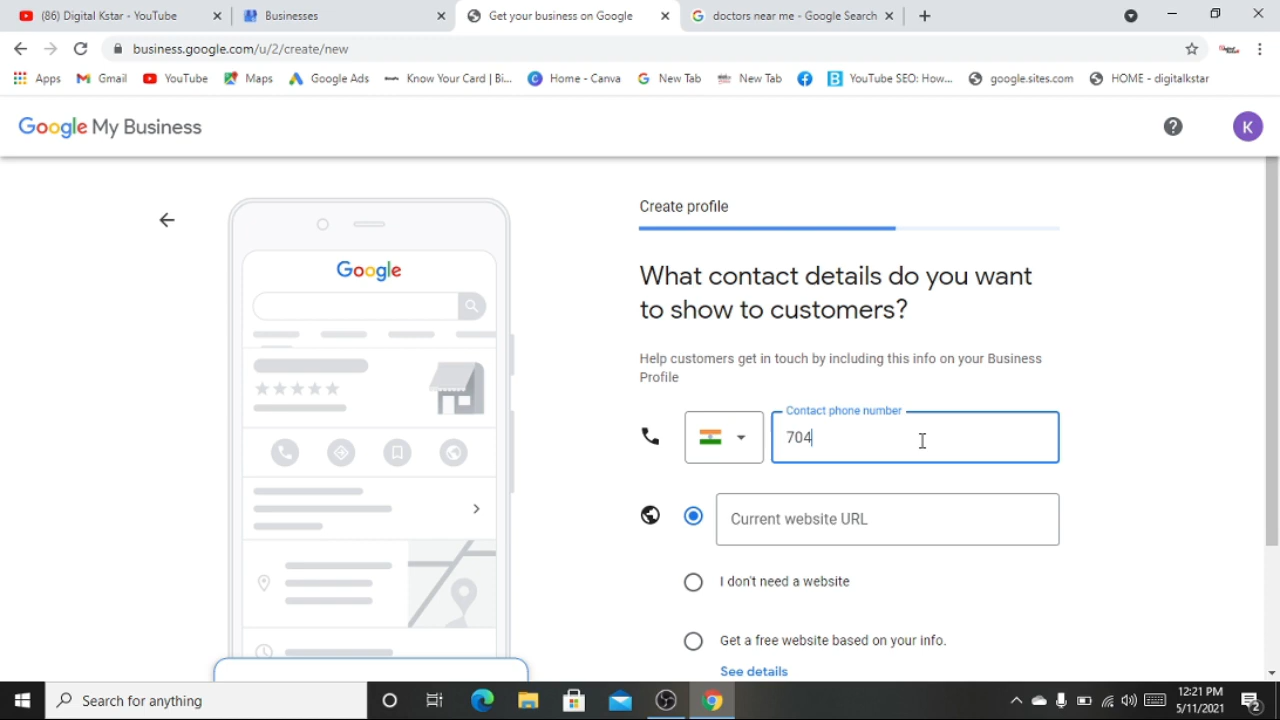 (86) Digital Kstar - YouTube
Businesses
Get your business on Google
doctors near me - Google Search
business.google.com/u/2/create/new
Apps
Gmail
YouTube
Maps
Google Ads
Know Your Card | Bi...
Home - Canva
New Tab
New Tab
YouTube SEO: How...
google.sites.com
HOME - digitalkstar
Google My Business
K
Google
Create profile
What contact details do you want
to show to customers?
Help customers get in touch by including this info on your Business
Profile
Contact phone number
704
Current website URL
I don't need a website
Get a free website based on your info.
See details
Search for anything
12:21 PM
5/11/2021
2